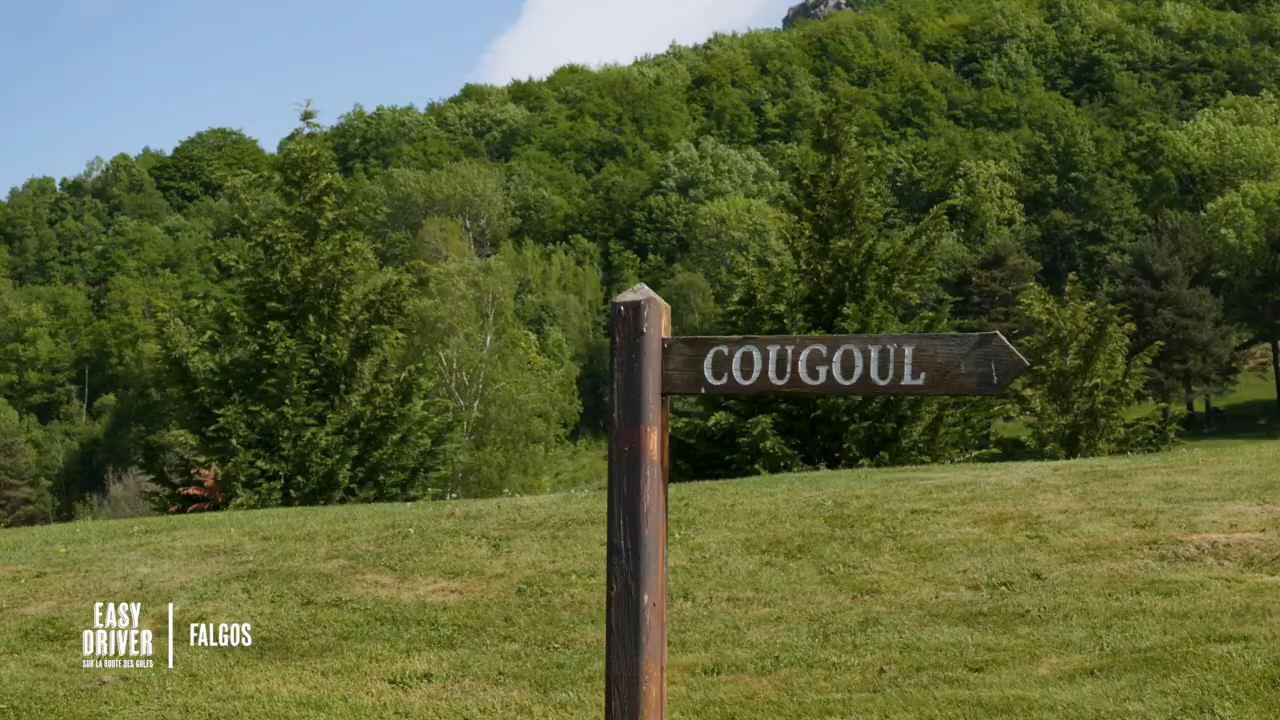 COUGOUL
EASY
DRIVER
SUR LA ROUTE DES GOLFS
FALGOS